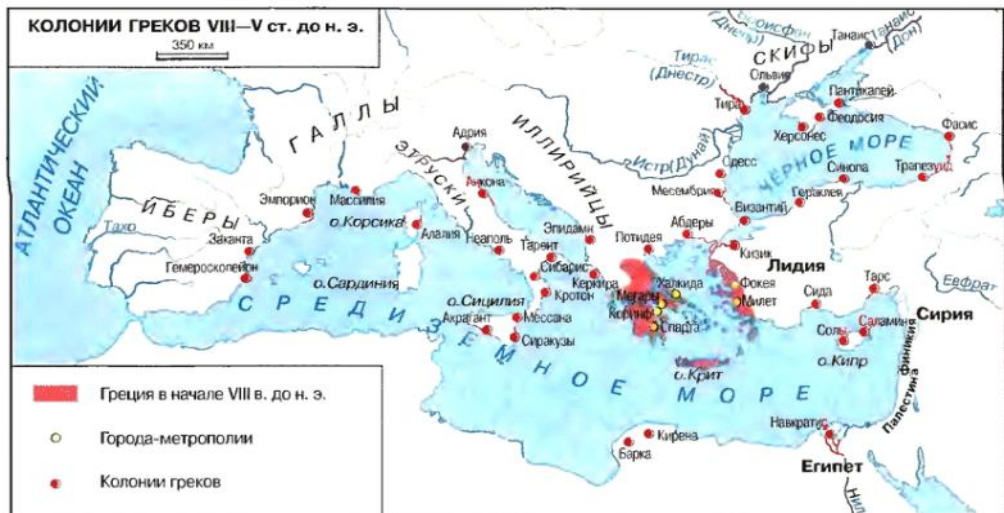 КОЛОНИИ ГРЕКОВ VIII—V ст. до н. э.
350 км
АТЛАНТИЧЕСКИЙ
ОКЕАН
ИБЕРЫ
Тахо
ГАЛЛЫ
ЭТРУСКИ
ИЛЛИРИЙЦЫ
СКИФЫ
Танаис
Танаис
(Дон)
(Днепр)
Тирас
(Днестр)
Ольвия
Тира
Пантикапей
Феодосия
Херсонес
Фасис
ЧЁРНОЕ МОРЕ
Истр(Дунай)
Одесс
Синопа
Трапезунд
Месембрия
Гераклея
Византий
Адрия
Анкона
Эмпорион
Массилия
о.Корсика
Алалия
Неаполь
Тарент
Эпидамн
Потидея
Абдеры
Кизик
Заканта
Гемероскопейон
о.Сардиния
Сибарис
Керкира
Кротон
Халкида
Мегары
Коринф
Спарта
Лидия
Фокея
Милет
Тарс
Сида
Евфрат
Сирия
о.Сицилия
Акрагант
Мессана
Сиракузы
Солы
Саламин
о.Кипр
Финикия
Палестина
о.Крит
СРЕДИЗЕМНОЕ МОРЕ
Навкратис
Кирена
Барка
Египет
Нил
Греция в начале VIII в. до н. э.
Города-метрополии
Колонии греков